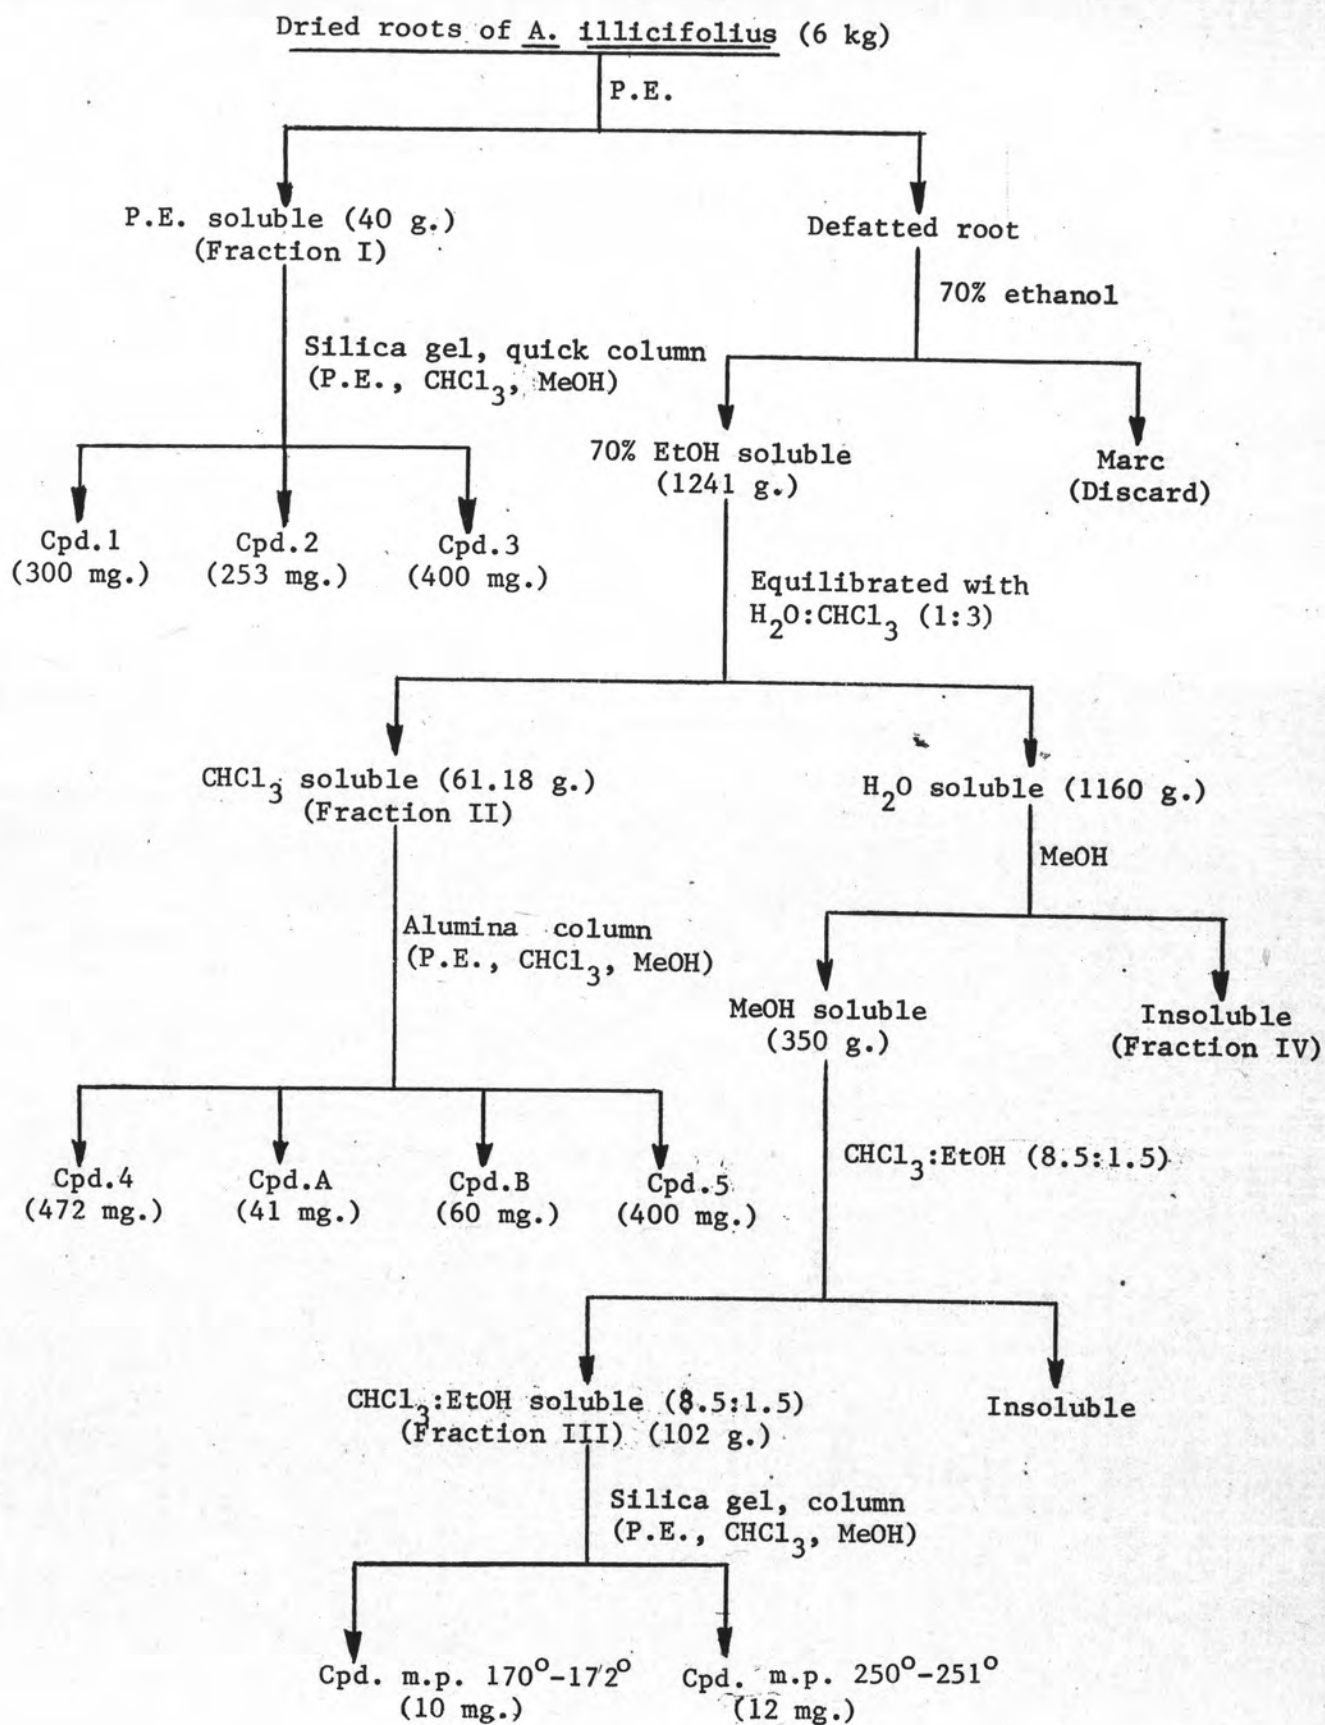 Dried roots of A. illicifolius (6 kg)
P.E.
P.E. soluble (40 g.)
(Fraction I)
Defatted root
70% ethanol
Silica gel, quick column
(P.E., CHCl3, MeOH)
70% EtOH soluble
(1241 g.)
Marc
(Discard)
Cpd.1
(300 mg.)
Cpd.2
(253 mg.)
Cpd.3
(400 mg.)
Equilibrated with
H2O:CHCl3 (1:3)
CHCl3 soluble (61.18 g.)
(Fraction II)
H2O soluble (1160 g.)
MeOH
Alumina column
(P.E., CHCl3, MeOH)
MeOH soluble
(350 g.)
Insoluble
(Fraction IV)
CHCl3:EtOH (8.5:1.5)
Cpd.4
(472 mg.)
Cpd.A
(41 mg.)
Cpd.B
(60 mg.)
Cpd.5
(400 mg.)
CHCl3:EtOH soluble (8.5:1.5)
(Fraction III) (102 g.)
Insoluble
Silica gel, column
(P.E., CHCl3, MeOH)
Cpd. m.p. 170°-172°
(10 mg.)
Cpd. m.p. 250°-251°
(12 mg.)